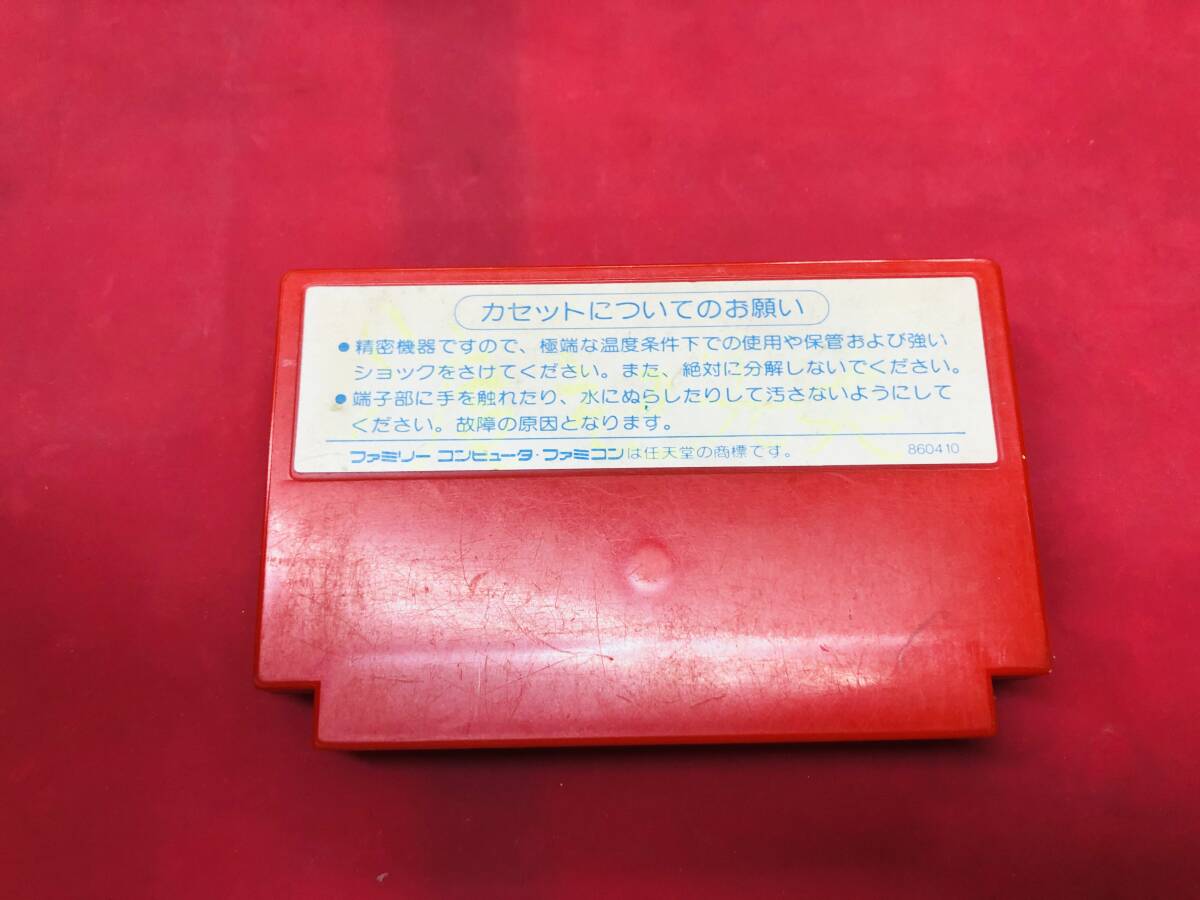 カセットについてのお願い
●精密機器ですので、極端な温度条件下での使用や保管および強い
ショックをさけてください。また、絶対に分解しないでください。
●端子部に手を触れたり、水にぬらしたりして汚さないようにして
ください。故障の原因となります。
ファミリー コンピュータ・ファミコンは任天堂の商標です。 860410